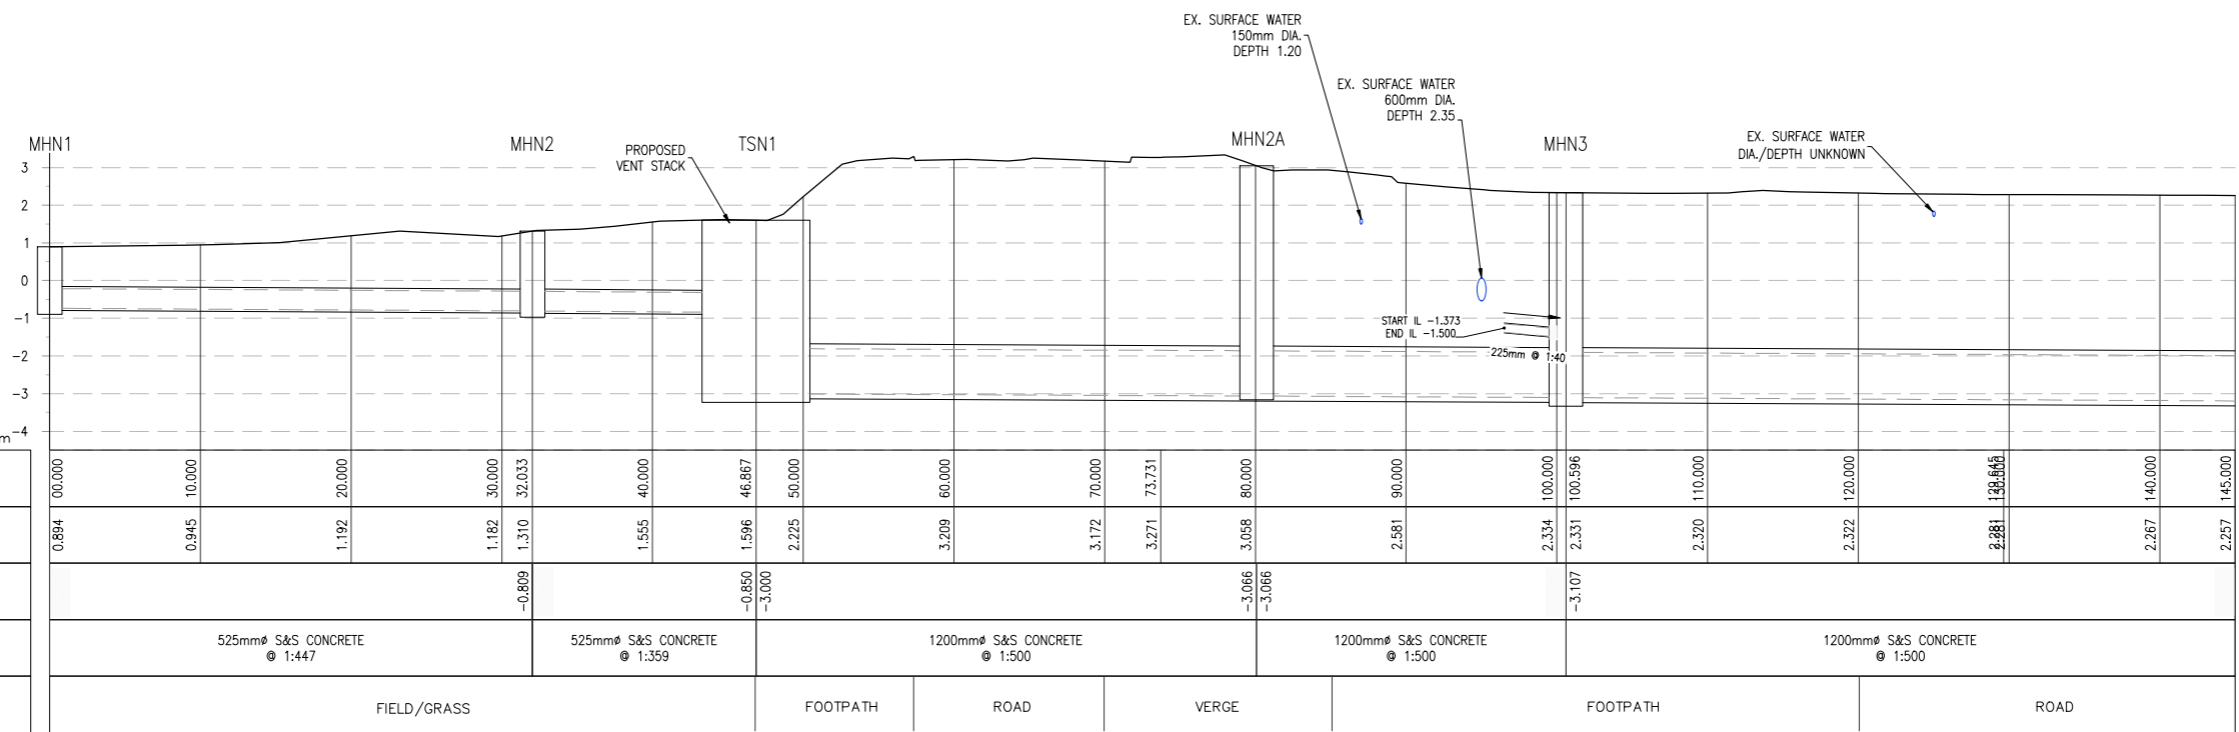 EX. SURFACE WATER
150mm DIA.
DEPTH 1.20
EX. SURFACE WATER
600mm DIA.
DEPTH 2.35
MHN1
MHN2
PROPOSED
VENT STACK
TSN1
MHN2A
MHN3
EX. SURFACE WATER
DIA./DEPTH UNKNOWN
3
2
1
0
-1
-2
-3
-4
m
START IL -1.373
END IL -1.500
225mm @ 1:40
00.000 10.000 20.000 30.000 32.033 40.000 46.867 50.000 60.000 70.000 73.731 80.000 90.000 100.000 100.596 110.000 120.000 129.645 130.000 140.000 145.000
0.894 0.945 1.192 1.182 1.310 1.555 1.596 2.225 3.209 3.172 3.271 3.058 2.581 2.334 2.331 2.320 2.322 2.281 2.281 2.267 2.257
-0.809 -0.850 -3.000 -3.066 -3.066 -3.107
525mmø S&S CONCRETE
@ 1:447
525mmø S&S CONCRETE
@ 1:359
1200mmø S&S CONCRETE
@ 1:500
1200mmø S&S CONCRETE
@ 1:500
1200mmø S&S CONCRETE
@ 1:500
FIELD/GRASS
FOOTPATH
ROAD
VERGE
FOOTPATH
ROAD